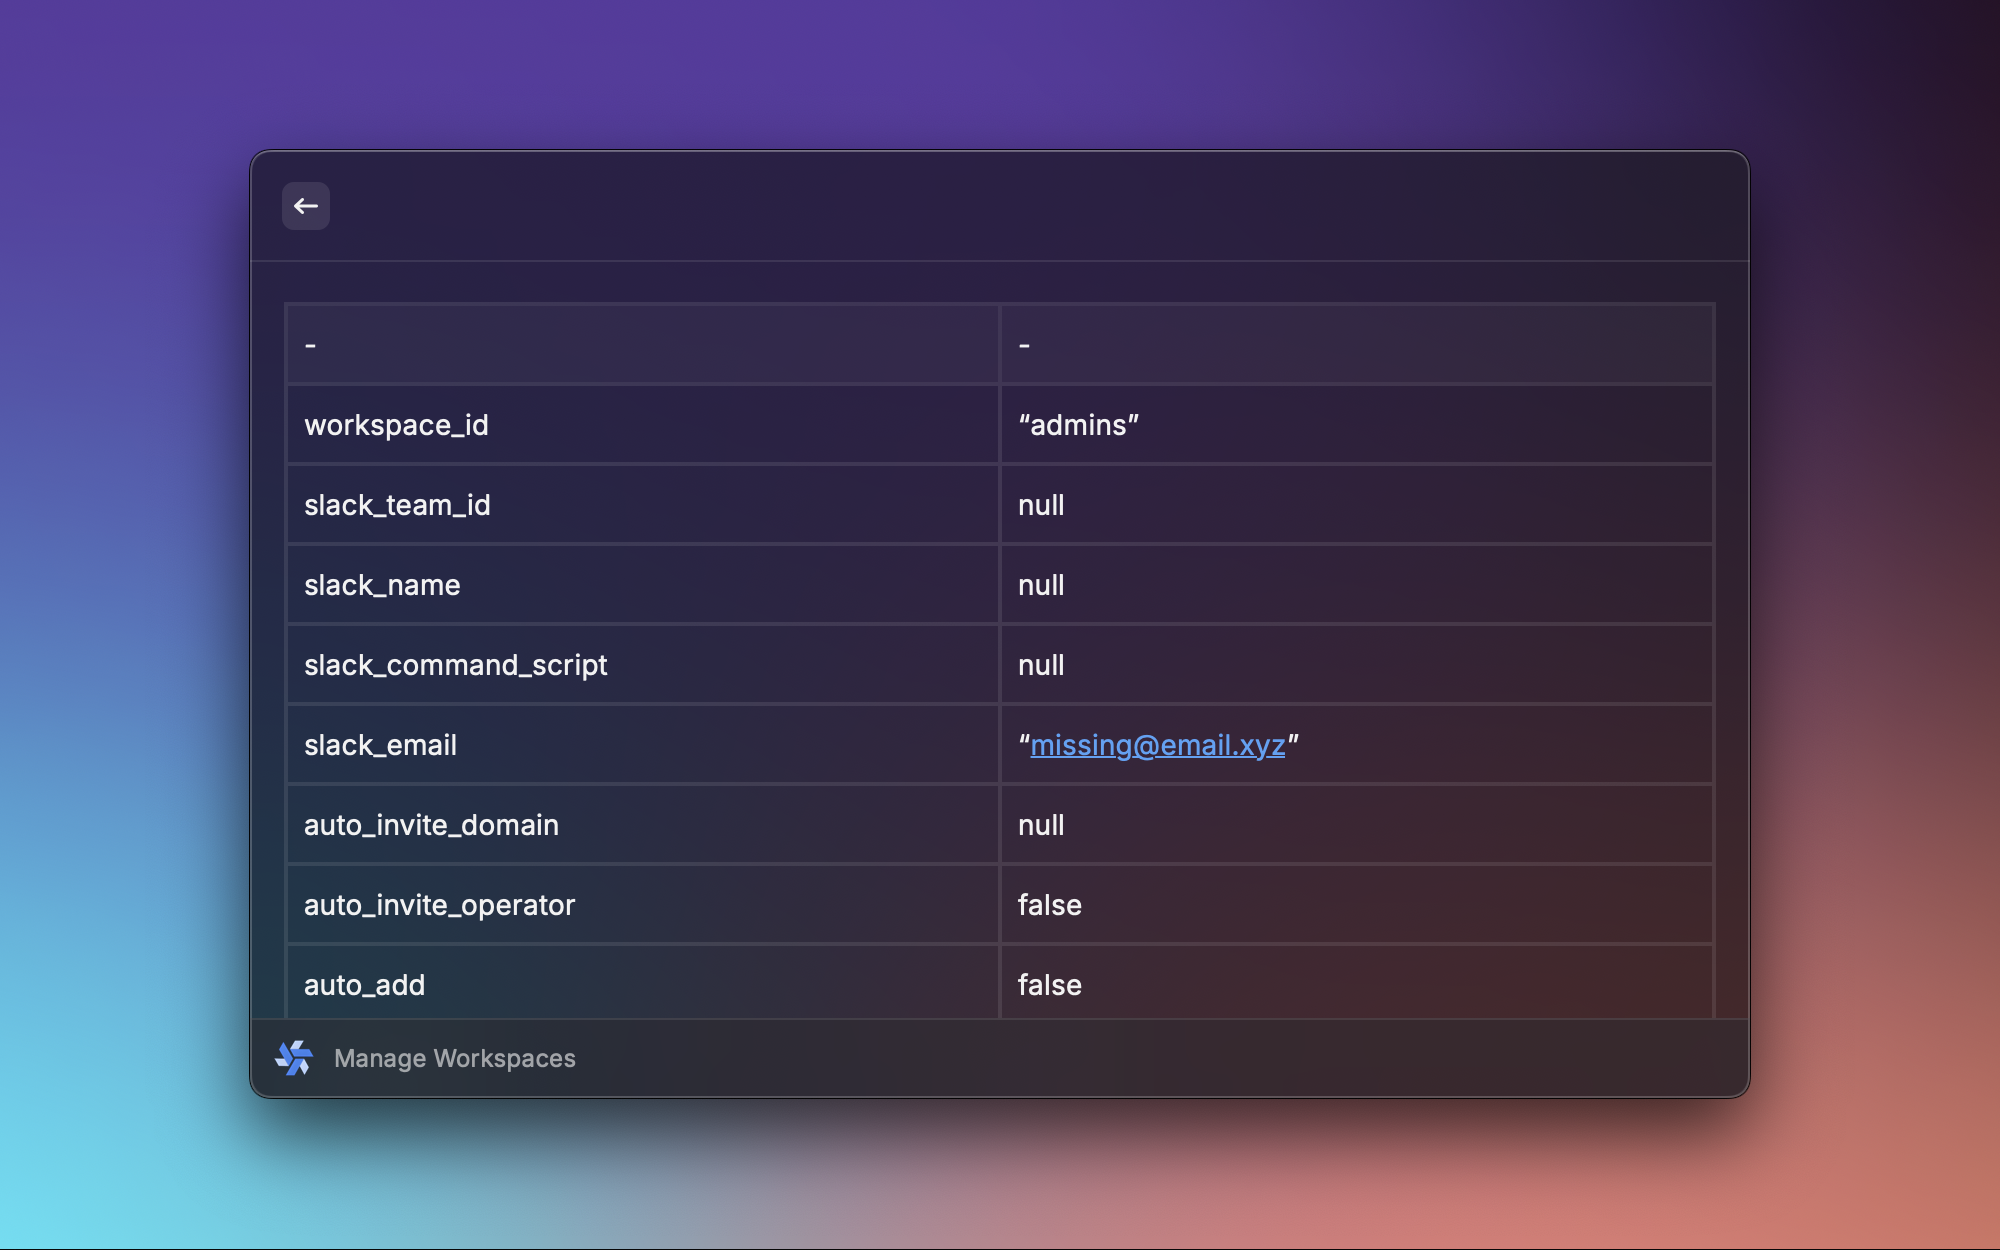 - -
workspace_id “admins”
slack_team_id null
slack_name null
slack_command_script null
slack_email “missing@email.xyz”
auto_invite_domain null
auto_invite_operator false
auto_add false
Manage Workspaces